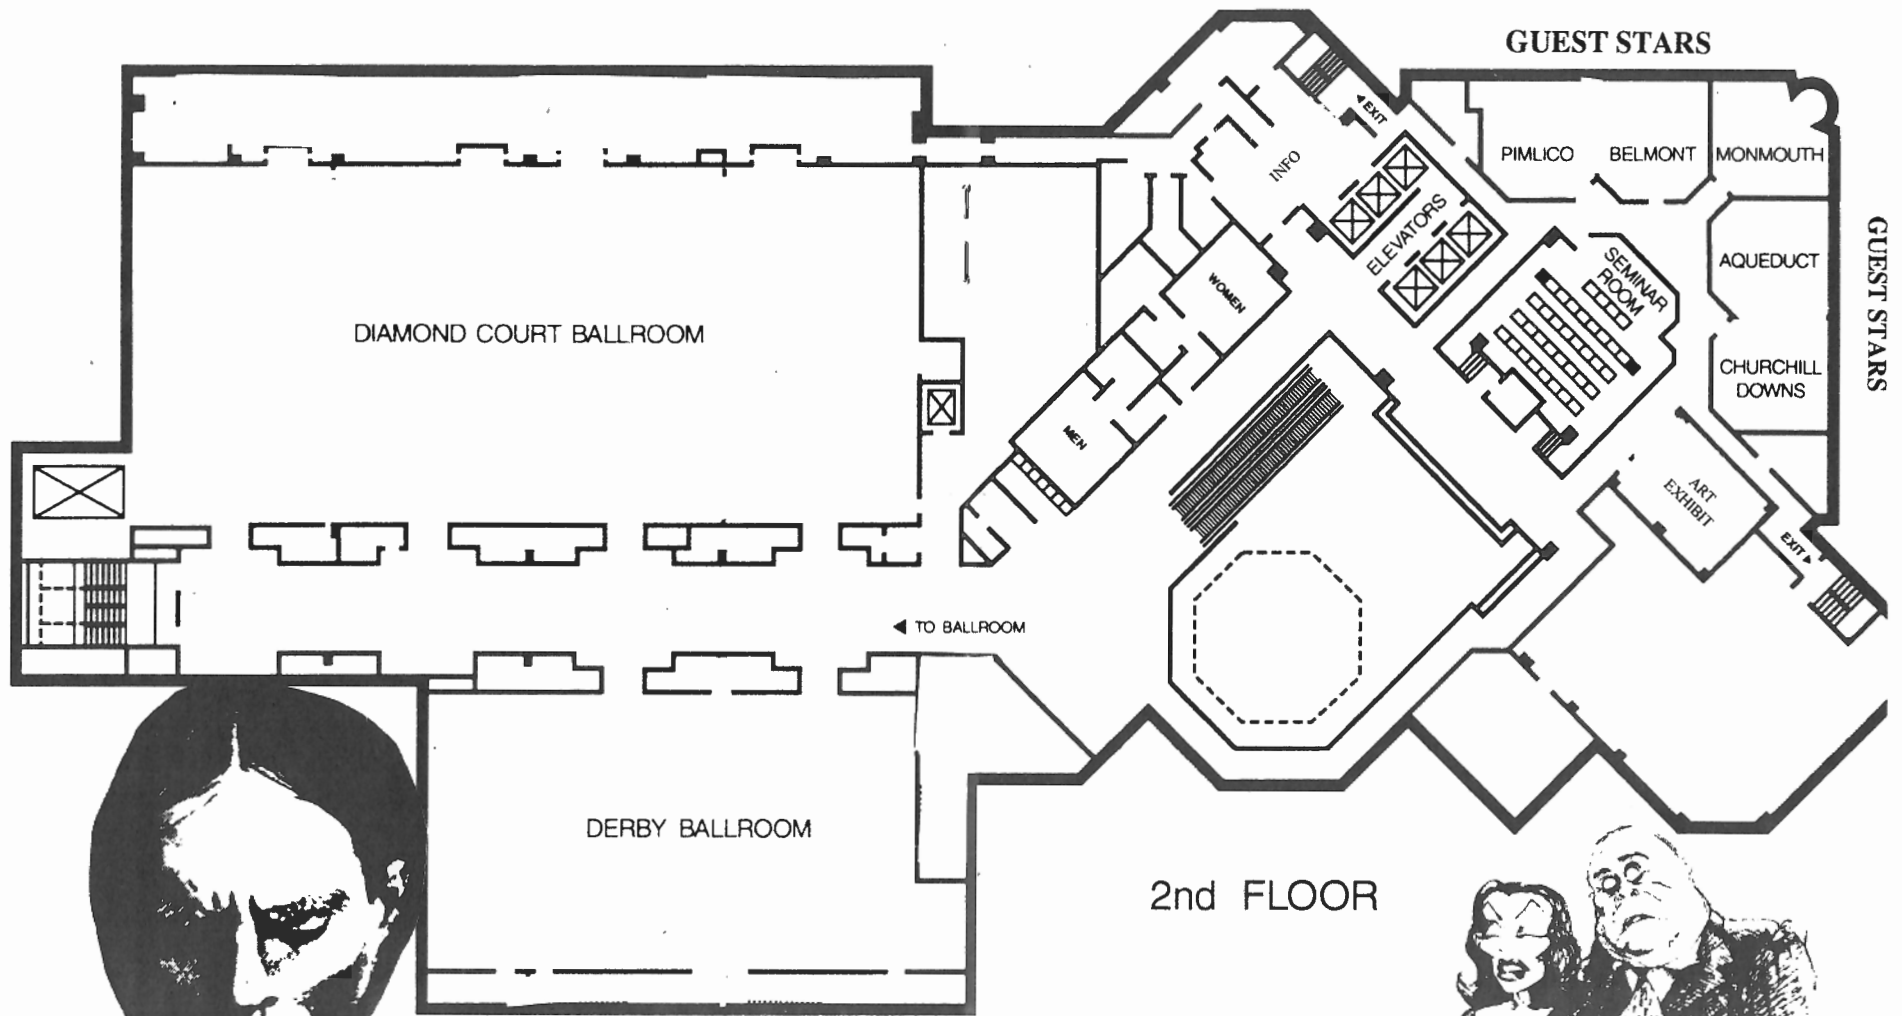 GUEST STARS
EXIT
PIMLICO
BELMONT
MONMOUTH
INFO
ELEVATORS
SEMINAR
ROOM
AQUEDUCT
GUEST STARS
WOMEN
DIAMOND COURT BALLROOM
CHURCHILL
DOWNS
MEN
ART
EXHIBIT
EXIT
TO BALLROOM
DERBY BALLROOM
2nd FLOOR